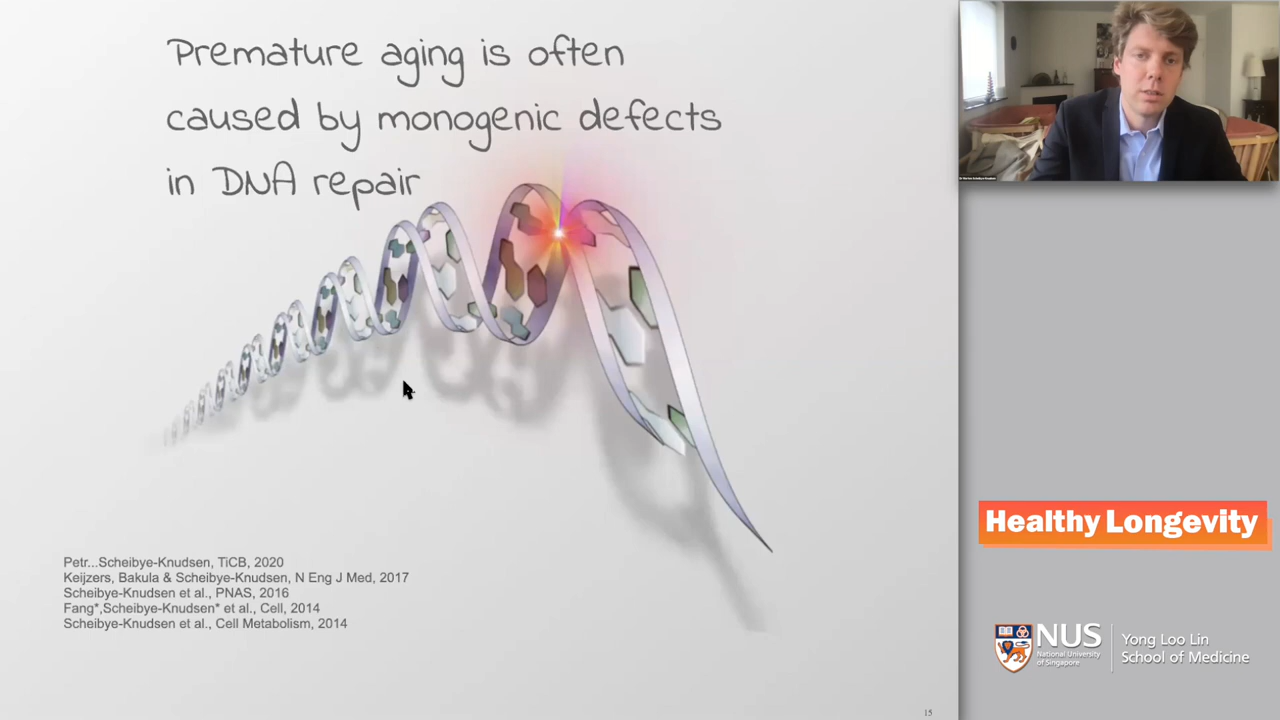 Premature aging is often
caused by monogenic defects
in DNA repair
Petr...Scheibye-Knudsen, TiCB, 2020
Keijzers, Bakula & Scheibye-Knudsen, N Eng J Med, 2017
Scheibye-Knudsen et al., PNAS, 2016
Fang*,Scheibye-Knudsen* et al., Cell, 2014
Scheibye-Knudsen et al., Cell Metabolism, 2014
15
Healthy Longevity
NUS
National University
of Singapore
Yong Loo Lin
School of Medicine